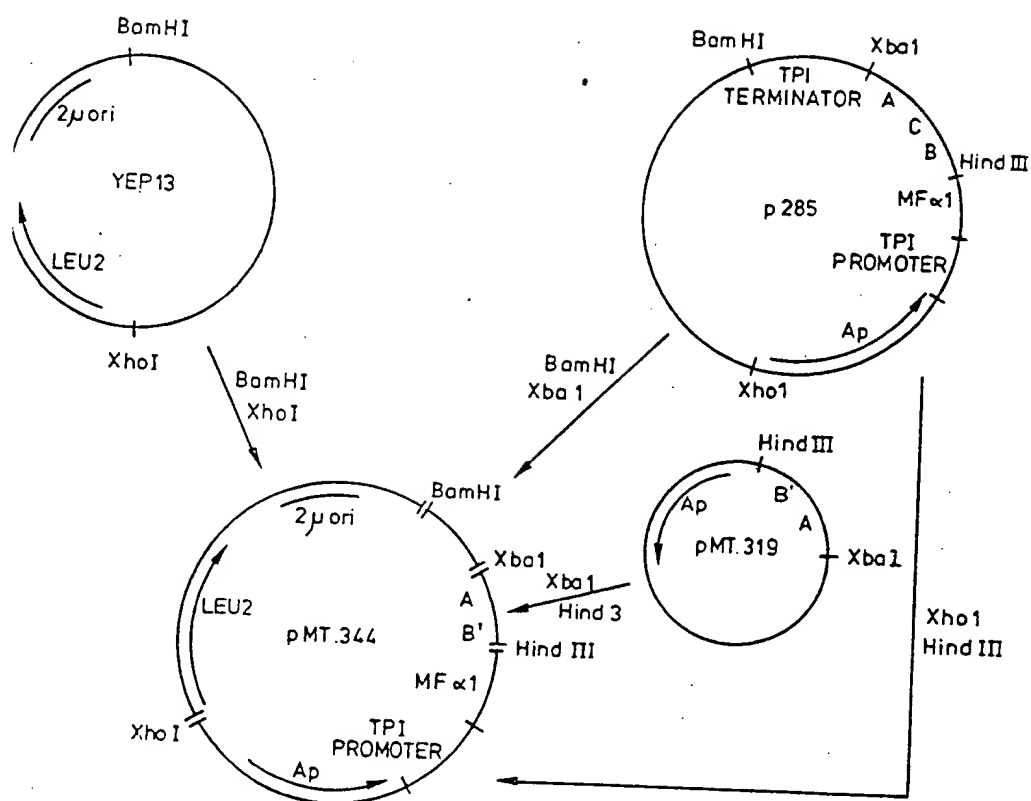 BamHI
2µ ori
YEP13
LEU2
XhoI
BamHI
XhoI
BamHI
Xba1
TPI
TERMINATOR
A
C
B
Hind III
p285
MFα1
TPI
PROMOTER
Ap
Xho1
BamHI
Xba 1
Hind III
B'
A
Ap
pMT.319
Xba1
Xba1
Hind 3
Xho1
Hind III
BamHI
2µ ori
Xba1
A
B'
Hind III
LEU2
pMT.344
MFα1
XhoI
TPI
PROMOTER
Ap